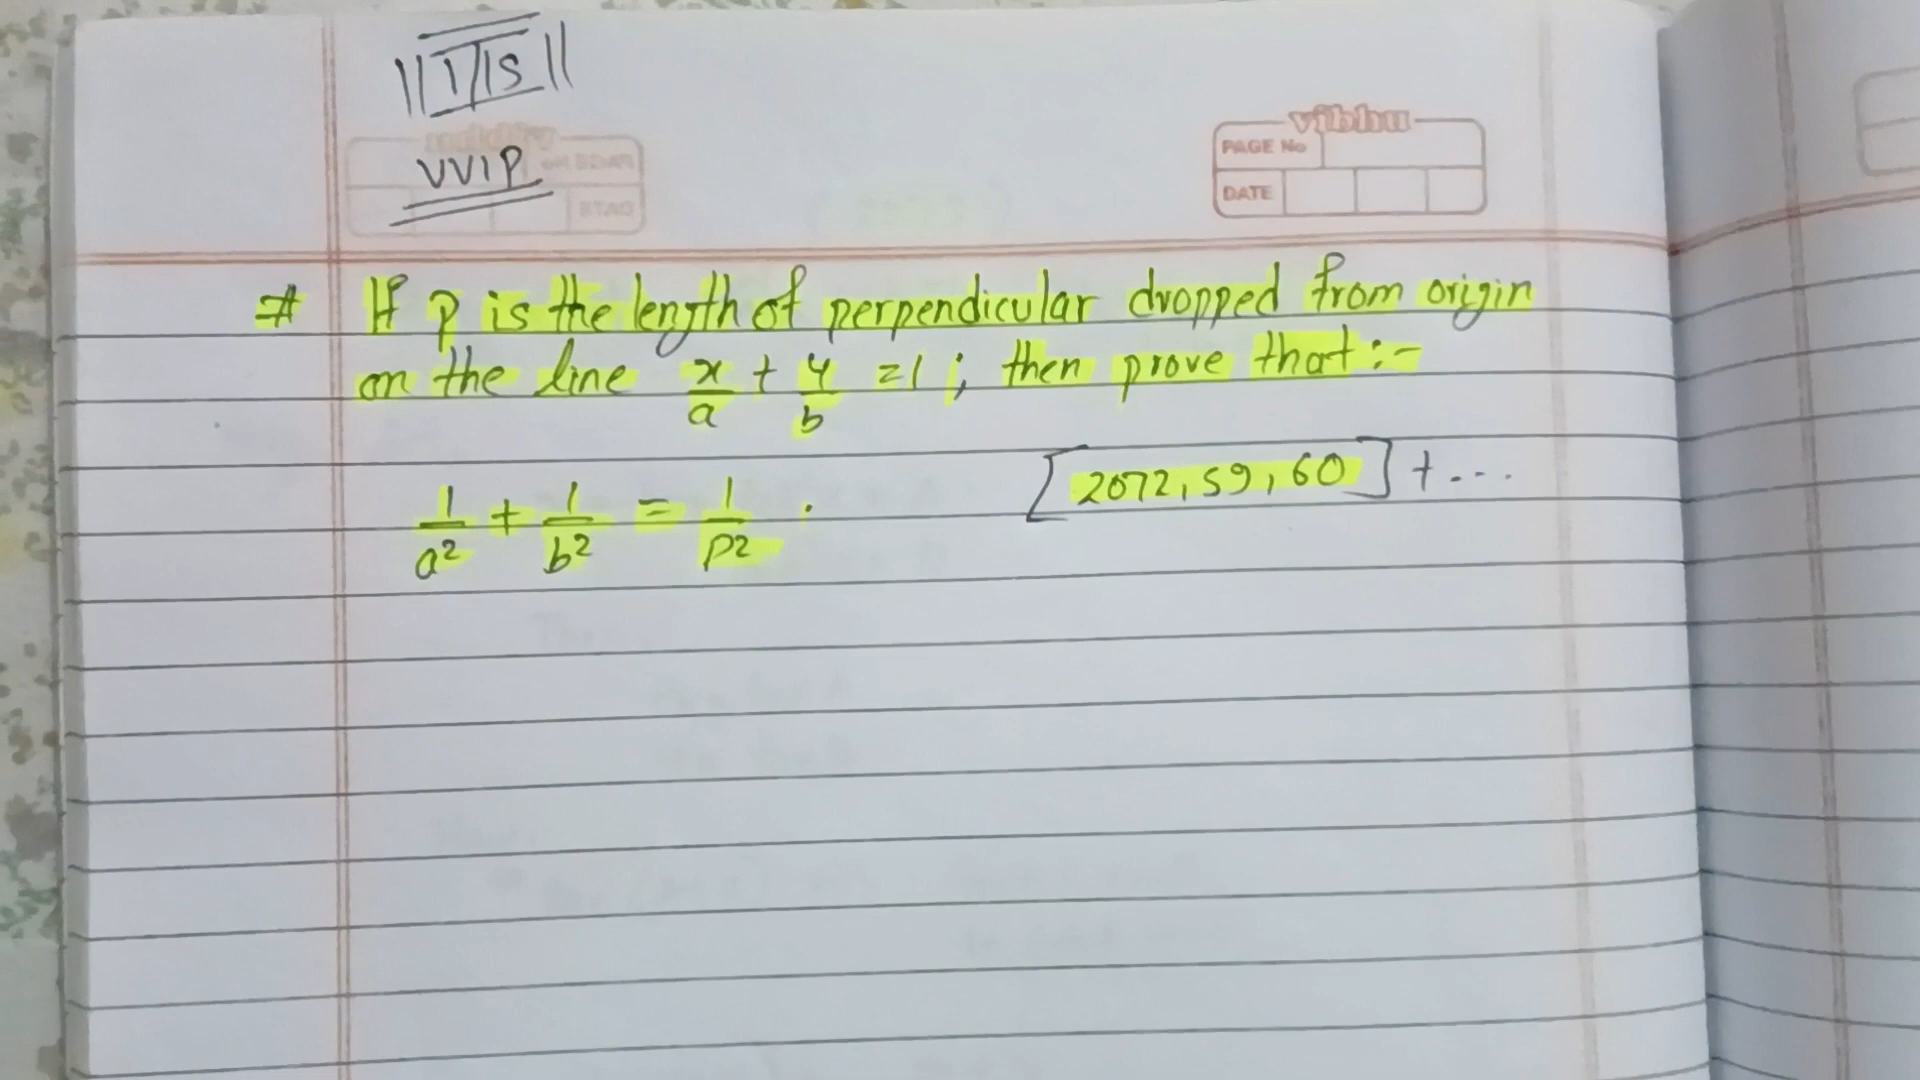 ||1/15||
VVIP
vibhu
PAGE No
DATE
# If P is the length of perpendicular dropped from origin
on the line x/a + y/b = 1; then prove that:-
[2072, 59, 60] + ...
1/a² + 1/b² = 1/p² .